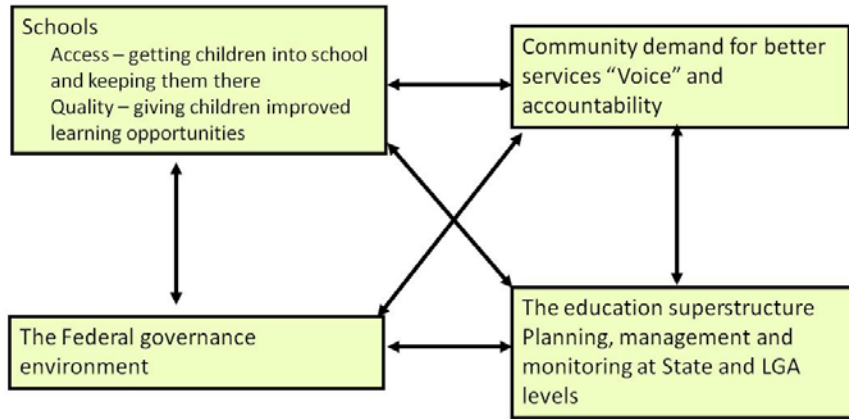 Schools
Access – getting children into school
and keeping them there
Quality – giving children improved
learning opportunities
Community demand for better
services “Voice” and
accountability
The Federal governance
environment
The education superstructure
Planning, management and
monitoring at State and LGA
levels